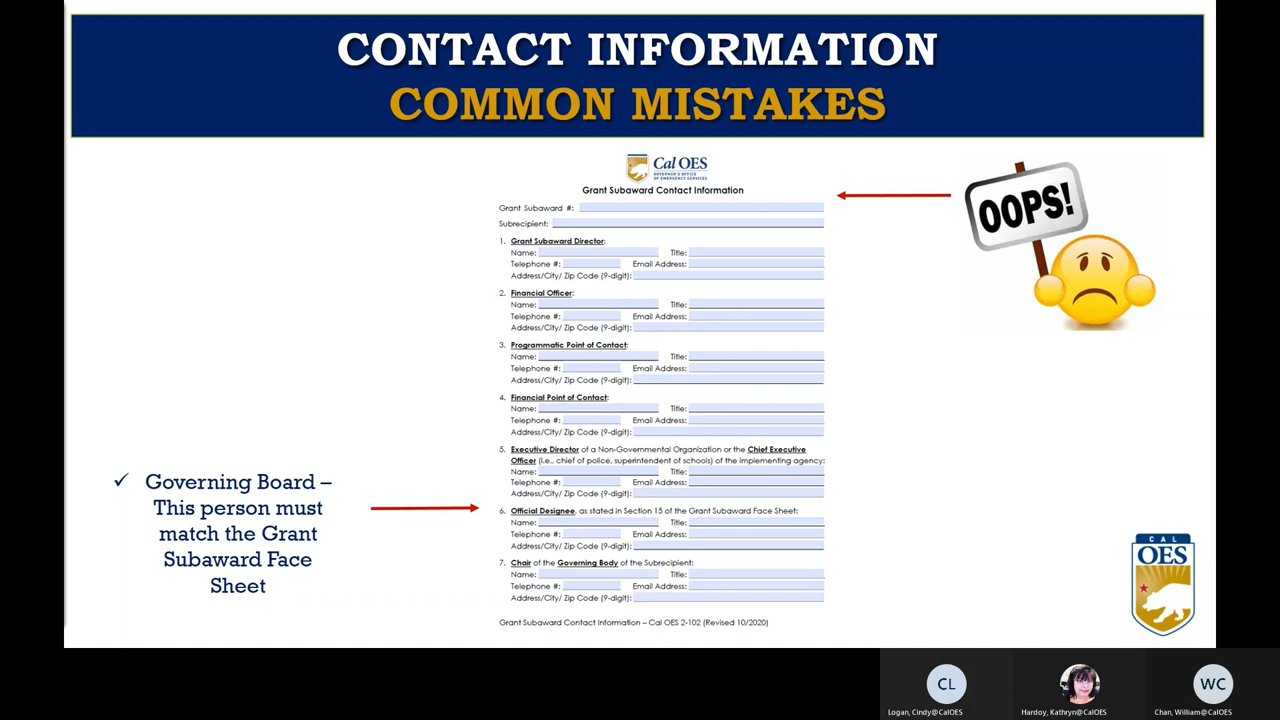 CONTACT INFORMATION
COMMON MISTAKES
Cal OES
GOVERNOR'S OFFICE
OF EMERGENCY SERVICES
Grant Subaward Contact Information
OOPS!
Grant Subaward #:
Subrecipient:
1. Grant Subaward Director:
Name: Title:
Telephone #: Email Address:
Address/City/ Zip Code (9-digit):
2. Financial Officer:
Name: Title:
Telephone #: Email Address:
Address/City/ Zip Code (9-digit):
3. Programmatic Point of Contact:
Name: Title:
Telephone #: Email Address:
Address/City/ Zip Code (9-digit):
4. Financial Point of Contact:
Name: Title:
Telephone #: Email Address:
Address/City/ Zip Code (9-digit):
5. Executive Director of a Non-Governmental Organization or the Chief Executive
Officer (i.e., chief of police, superintendent of schools) of the implementing agency:
Name: Title:
Telephone #: Email Address:
Address/City/ Zip Code (9-digit):
6. Official Designee, as stated in Section 15 of the Grant Subaward Face Sheet:
Name: Title:
Telephone #: Email Address:
Address/City/ Zip Code (9-digit):
7. Chair of the Governing Body of the Subrecipient:
Name: Title:
Telephone #: Email Address:
Address/City/ Zip Code (9-digit):
Grant Subaward Contact Information – Cal OES 2-102 (Revised 10/2020)
✓ Governing Board –
This person must
match the Grant
Subaward Face
Sheet
CAL
OES
CL
WC
Logan, Cindy@CalOES
Hardoy, Kathryn@CalOES
Chan, William@CalOES